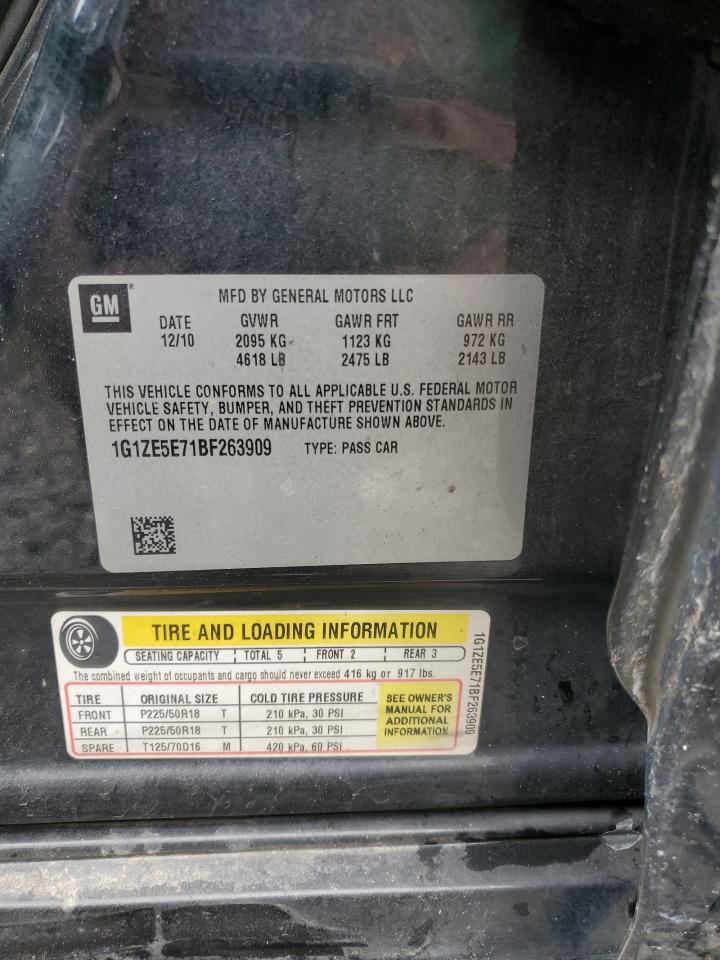 GM
MFD BY GENERAL MOTORS LLC
DATE GVWR GAWR FRT GAWR RR
12/10 2095 KG 1123 KG 972 KG
4618 LB 2475 LB 2143 LB
THIS VEHICLE CONFORMS TO ALL APPLICABLE U.S. FEDERAL MOTOR
VEHICLE SAFETY, BUMPER, AND THEFT PREVENTION STANDARDS IN
EFFECT ON THE DATE OF MANUFACTURE SHOWN ABOVE.
1G1ZE5E71BF263909 TYPE: PASS CAR
TIRE AND LOADING INFORMATION
SEATING CAPACITY TOTAL 5 FRONT 2 REAR 3
The combined weight of occupants and cargo should never exceed 416 kg or 917 lbs.
TIRE ORIGINAL SIZE COLD TIRE PRESSURE
FRONT P225/50R18 T 210 kPa, 30 PSI
REAR P225/50R18 T 210 kPa, 30 PSI
SPARE T125/70D16 M 420 kPa, 60 PSI
SEE OWNER'S
MANUAL FOR
ADDITIONAL
INFORMATION
1G1ZE5E71BF263909